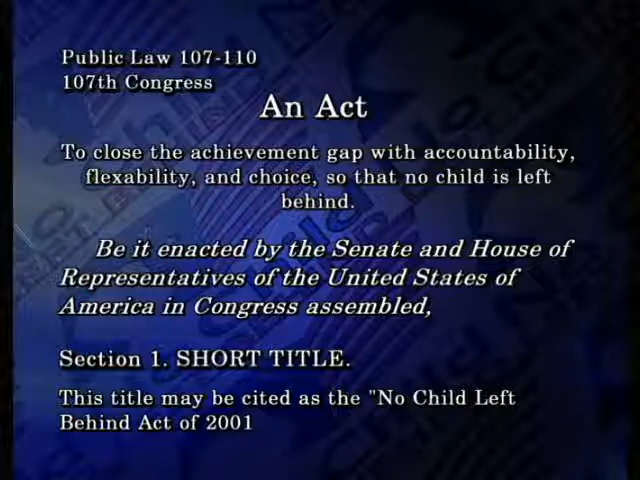 Public Law 107-110
107th Congress
An Act
To close the achievement gap with accountability,
flexability, and choice, so that no child is left
behind.
Be it enacted by the Senate and House of
Representatives of the United States of
America in Congress assembled,
Section 1. SHORT TITLE.
This title may be cited as the "No Child Left
Behind Act of 2001